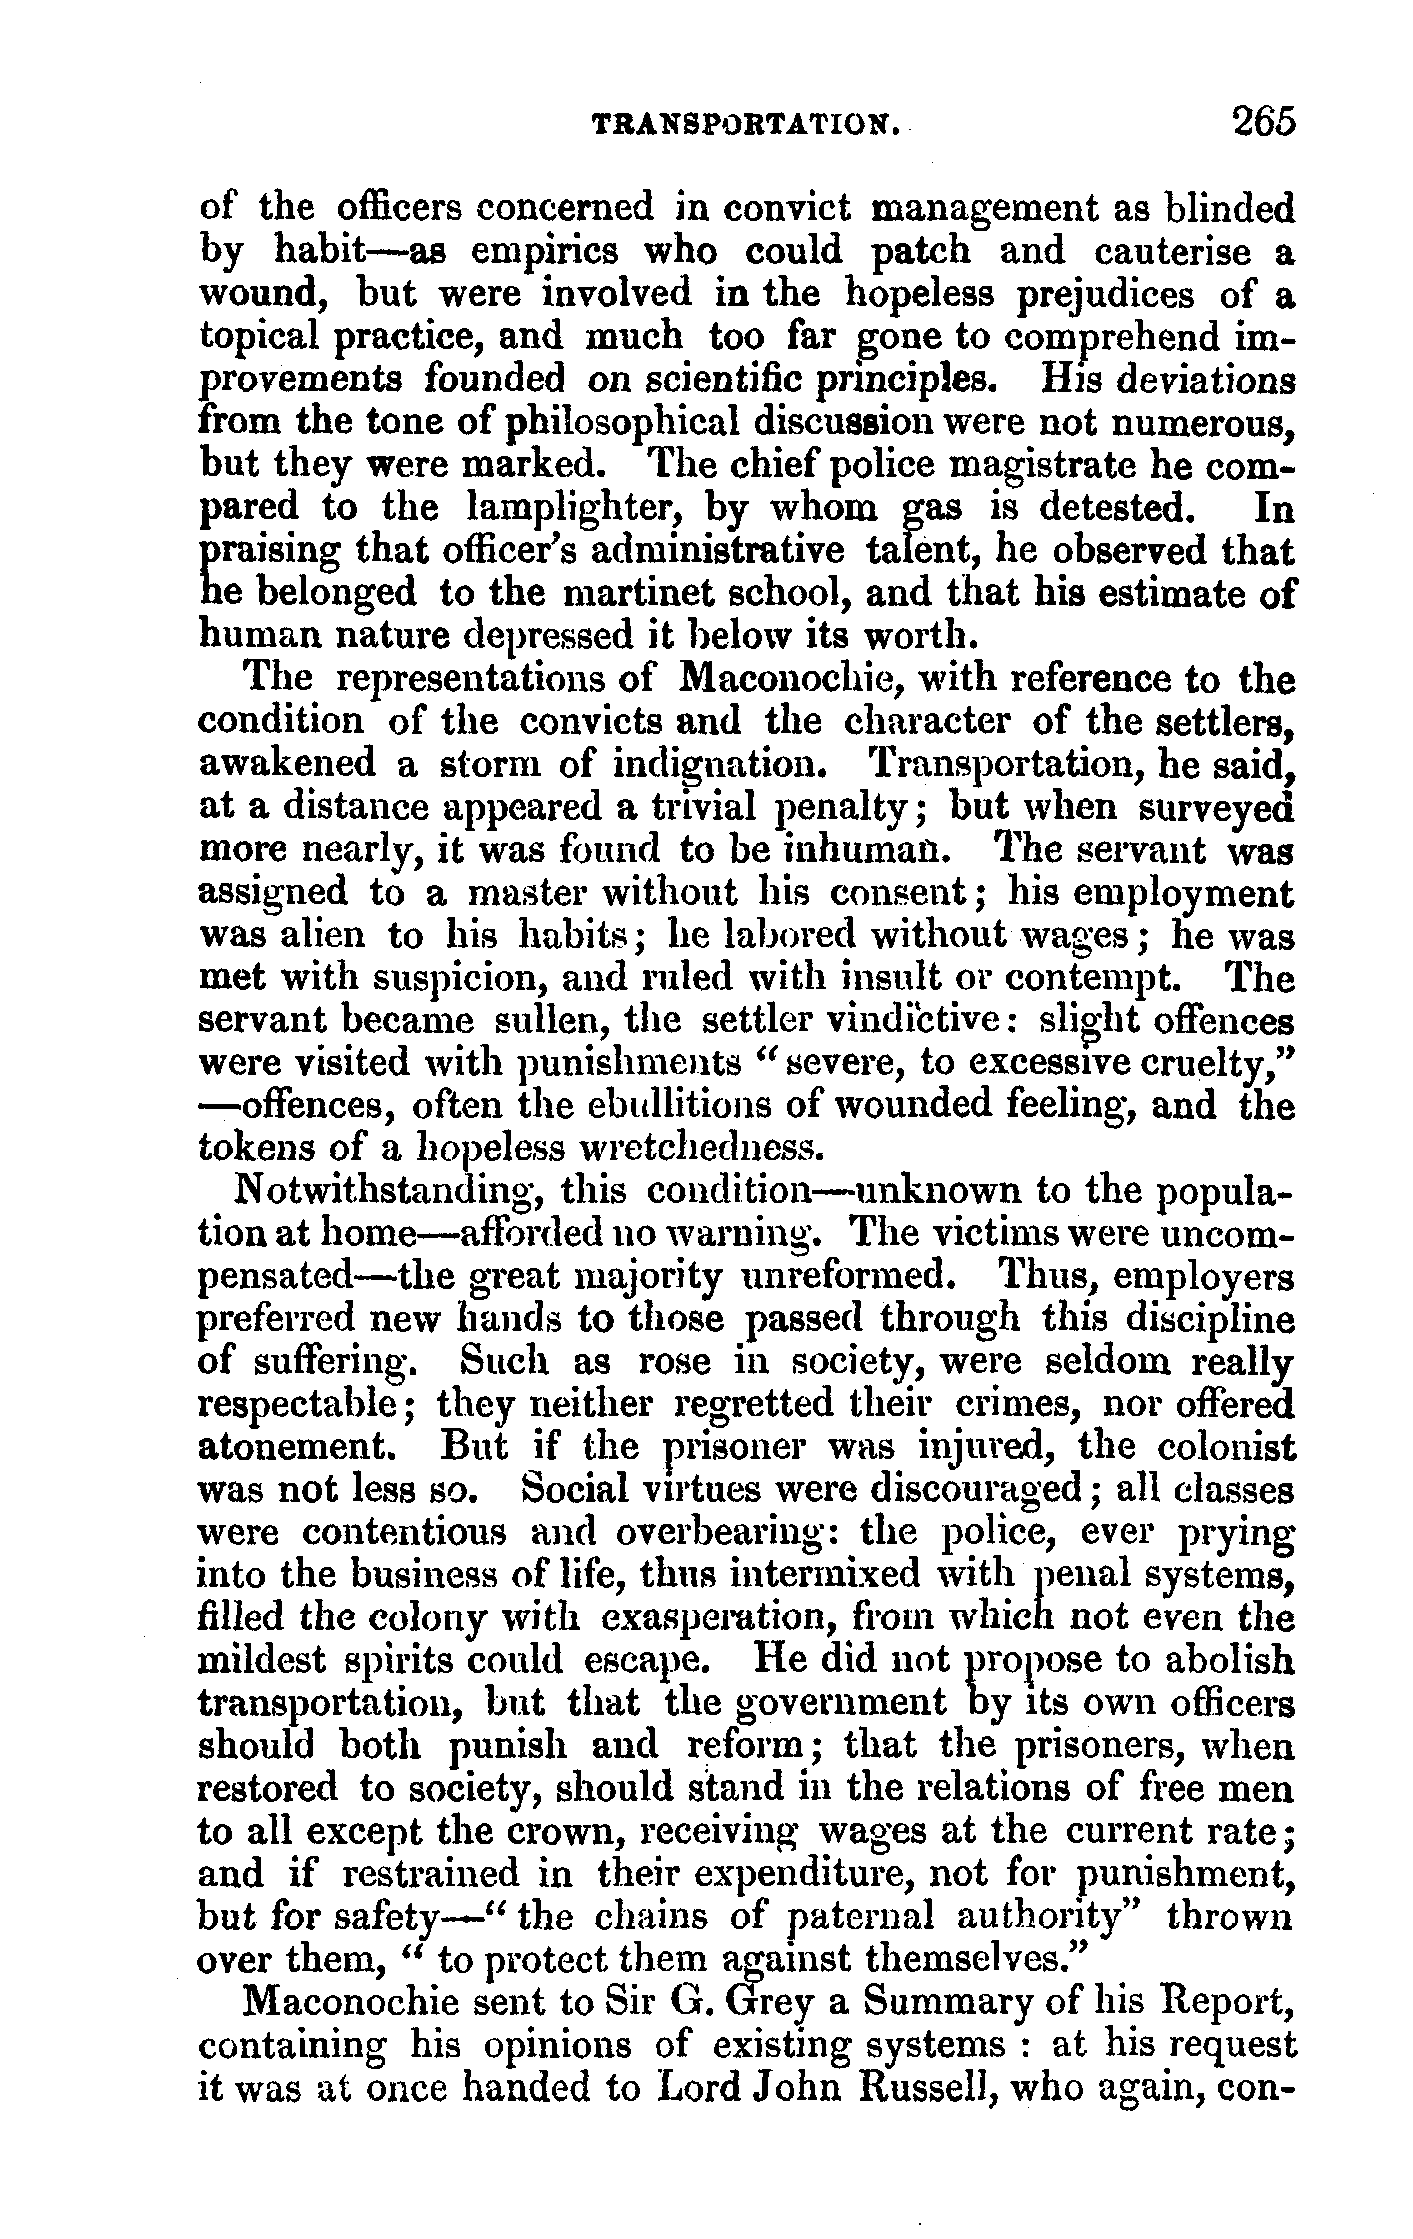 TRANSPORTATION. 265
of the officers concerned in convict management as blinded
by habit—as empirics who could patch and cauterise a
wound, but were involved in the hopeless prejudices of a
topical practice, and much too far gone to comprehend im-
provements founded on scientific principles. His deviations
from the tone of philosophical discussion were not numerous,
but they were marked. The chief police magistrate he com-
pared to the lamplighter, by whom gas is detested. In
praising that officer's administrative talent, he observed that
he belonged to the martinet school, and that his estimate of
human nature depressed it below its worth.
The representations of Maconochie, with reference to the
condition of the convicts and the character of the settlers,
awakened a storm of indignation. Transportation, he said,
at a distance appeared a trivial penalty; but when surveyed
more nearly, it was found to be inhuman. The servant was
assigned to a master without his consent; his employment
was alien to his habits; he labored without wages; he was
met with suspicion, and ruled with insult or contempt. The
servant became sullen, the settler vindictive: slight offences
were visited with punishments “severe, to excessive cruelty,”
—offences, often the ebullitions of wounded feeling, and the
tokens of a hopeless wretchedness.
Notwithstanding, this condition—unknown to the popula-
tion at home—afforded no warning. The victims were uncom-
pensated—the great majority unreformed. Thus, employers
preferred new hands to those passed through this discipline
of suffering. Such as rose in society, were seldom really
respectable; they neither regretted their crimes, nor offered
atonement. But if the prisoner was injured, the colonist
was not less so. Social virtues were discouraged; all classes
were contentious and overbearing: the police, ever prying
into the business of life, thus intermixed with penal systems,
filled the colony with exasperation, from which not even the
mildest spirits could escape. He did not propose to abolish
transportation, but that the government by its own officers
should both punish and reform; that the prisoners, when
restored to society, should stand in the relations of free men
to all except the crown, receiving wages at the current rate;
and if restrained in their expenditure, not for punishment,
but for safety—“the chains of paternal authority” thrown
over them, “to protect them against themselves.”
Maconochie sent to Sir G. Grey a Summary of his Report,
containing his opinions of existing systems : at his request
it was at once handed to Lord John Russell, who again, con-